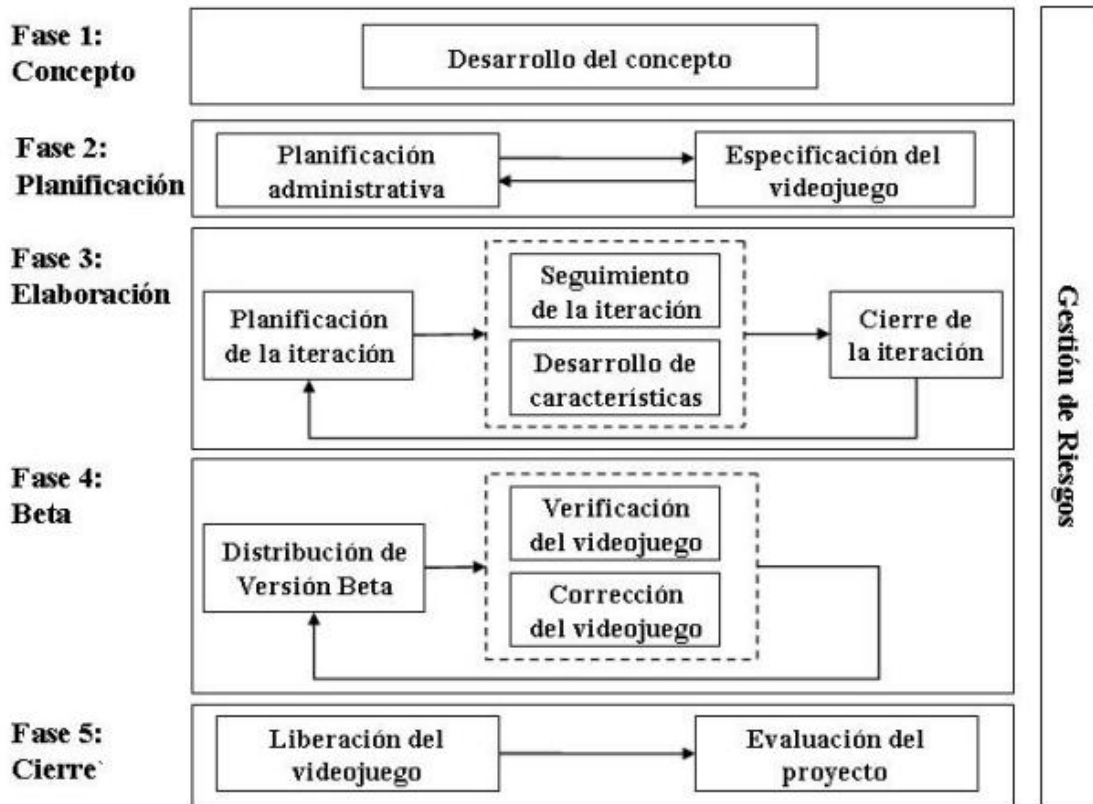 Fase 1:
Concepto
Desarrollo del concepto
Fase 2:
Planificación
Planificación
administrativa
Especificación del
videojuego
Fase 3:
Elaboración
Planificación
de la iteración
Seguimiento
de la iteración
Desarrollo de
características
Cierre de
la iteración
Fase 4:
Beta
Distribución de
Versión Beta
Verificación
del videojuego
Corrección
del videojuego
Fase 5:
Cierre`
Liberación del
videojuego
Evaluación del
proyecto
Gestión de Riesgos